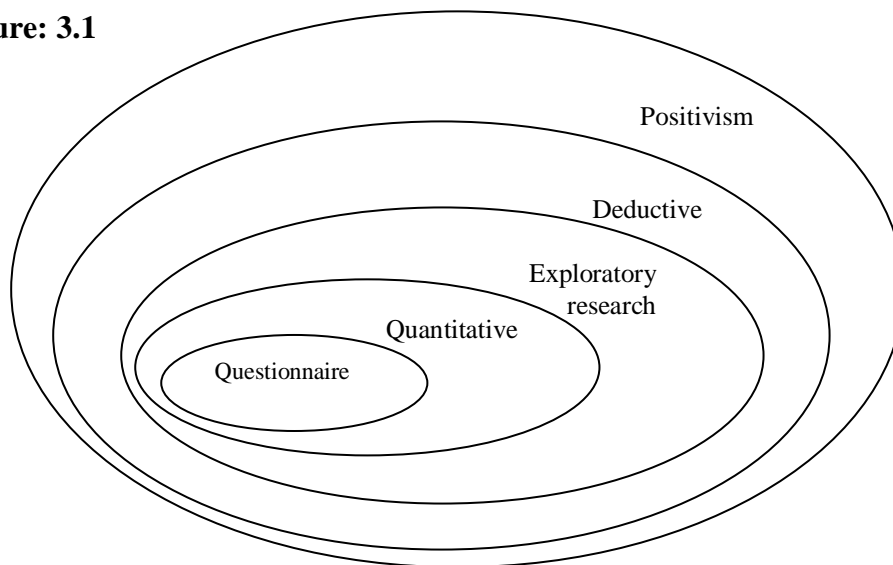 ure: 3.1
Positivism
Deductive
Exploratory
research
Quantitative
Questionnaire